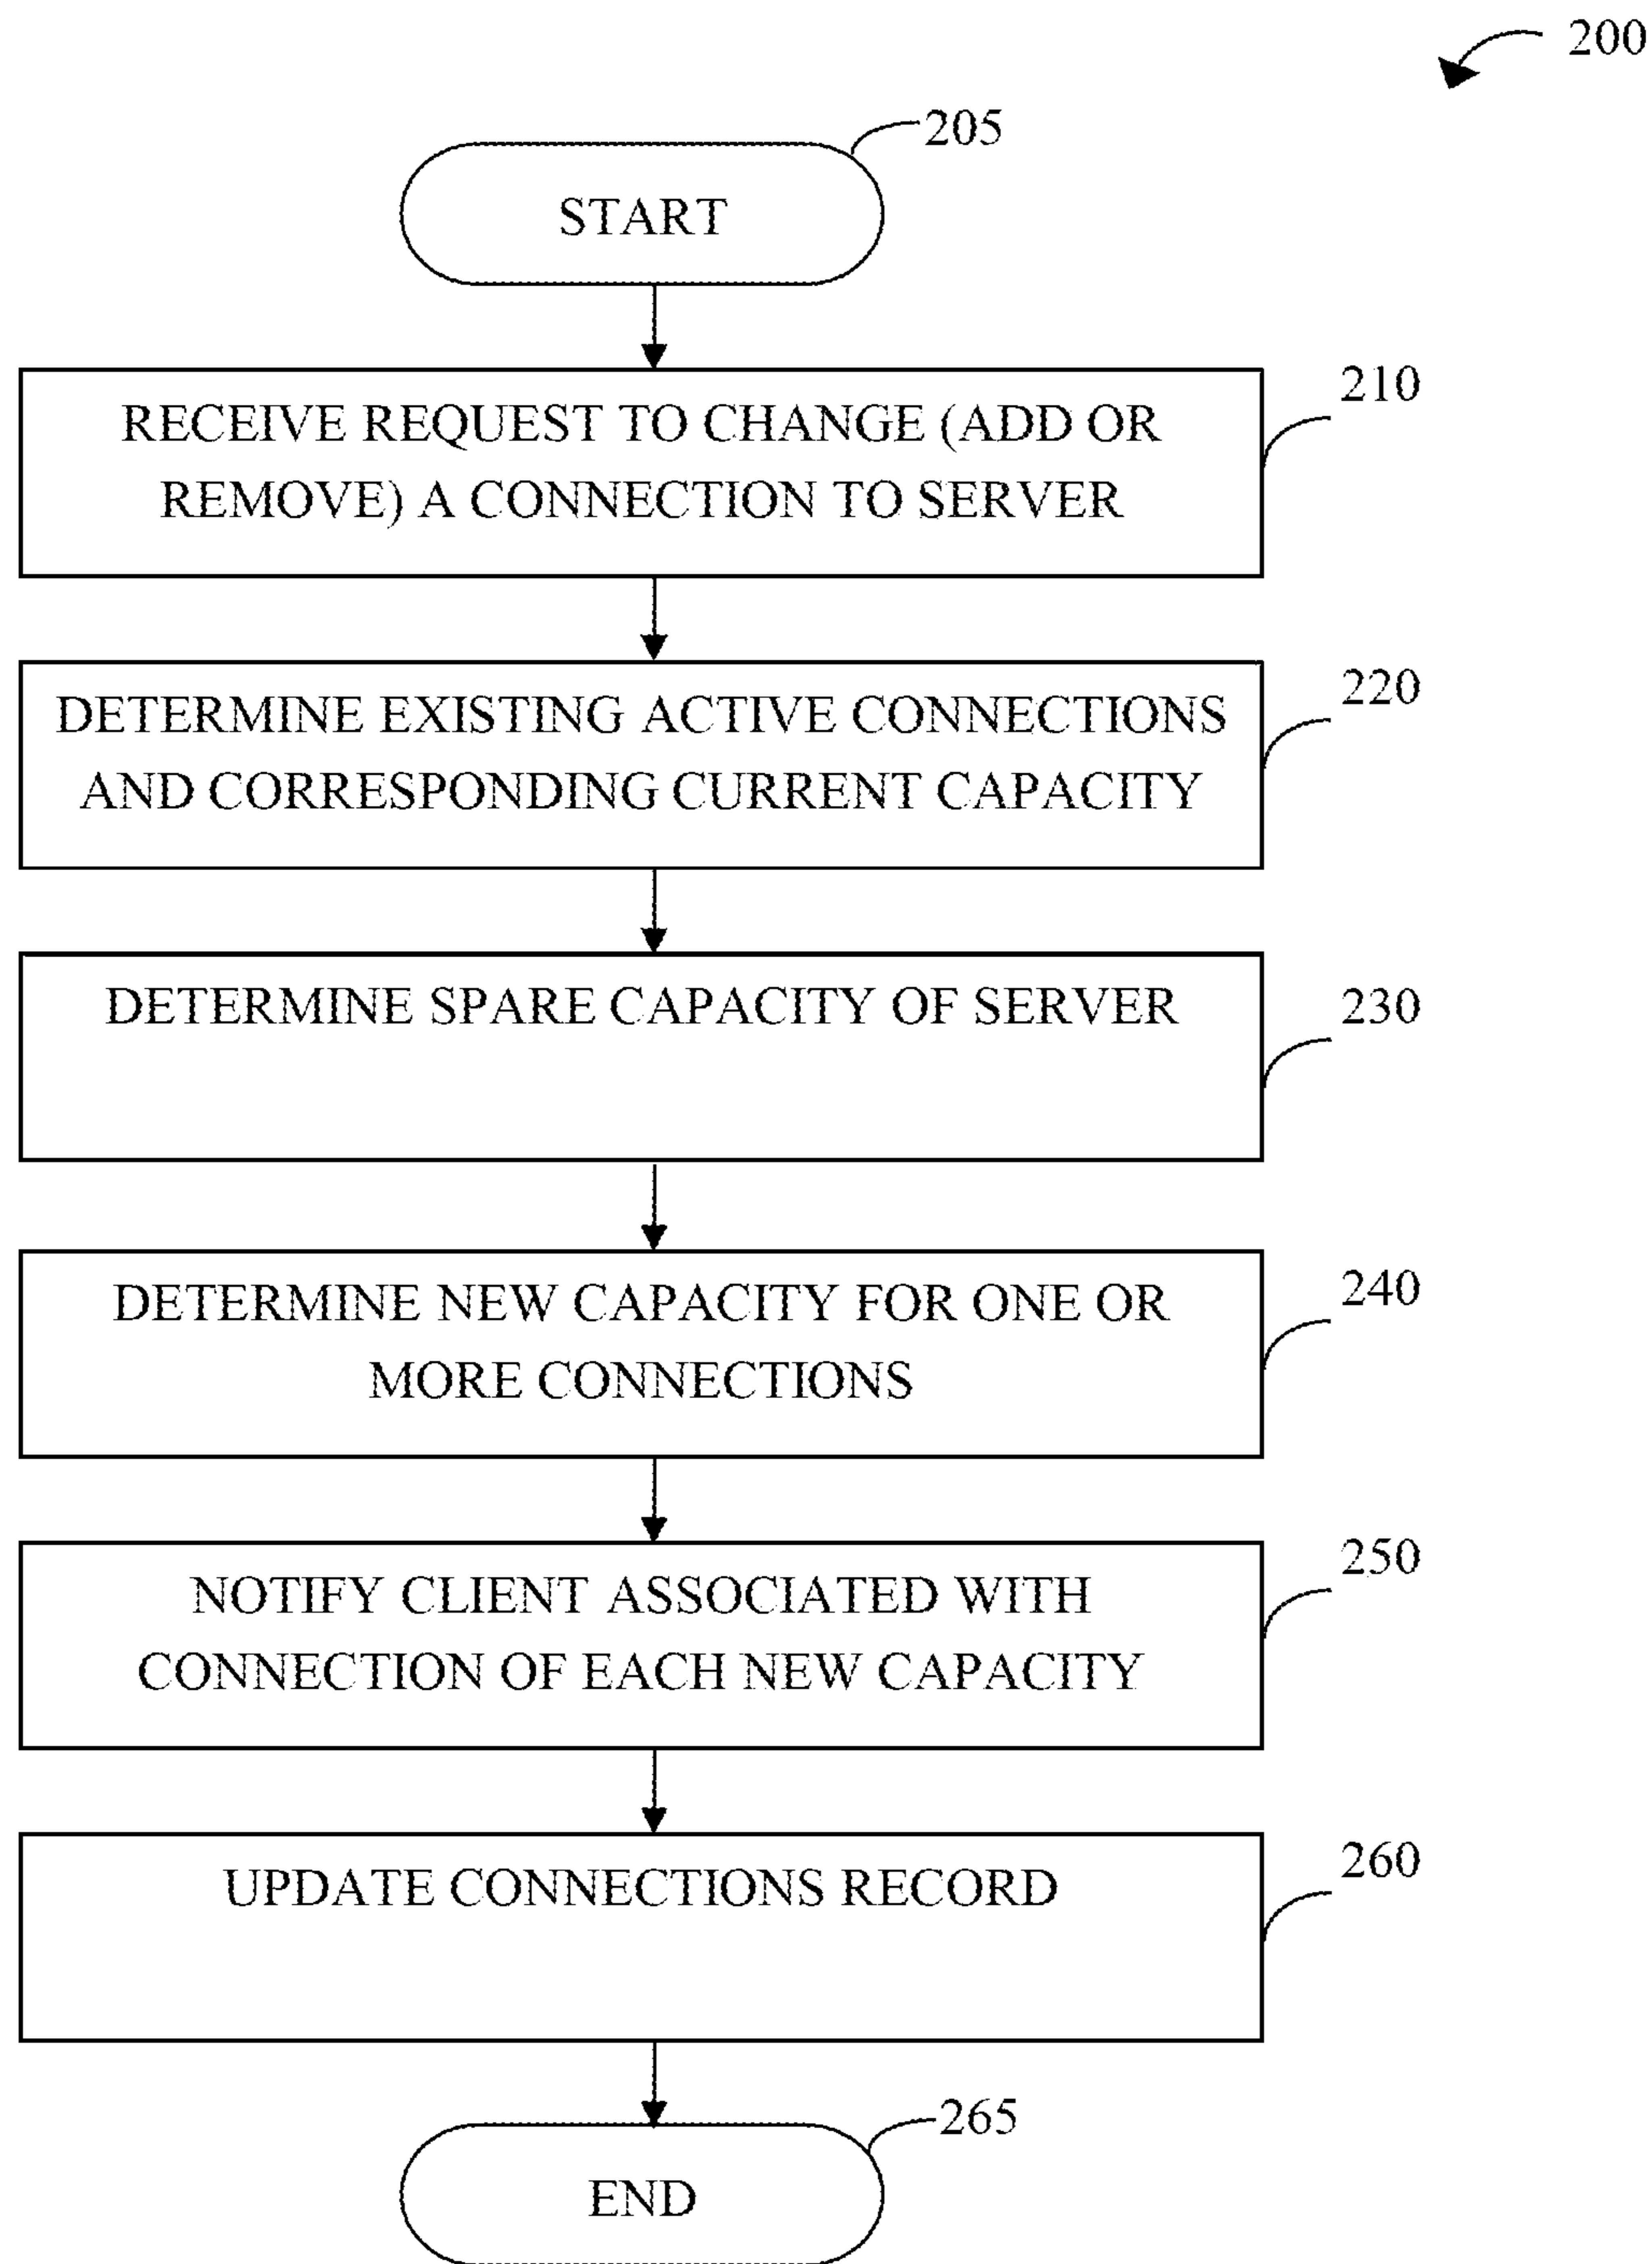 200
205
START
210
RECEIVE REQUEST TO CHANGE (ADD OR
REMOVE) A CONNECTION TO SERVER
220
DETERMINE EXISTING ACTIVE CONNECTIONS
AND CORRESPONDING CURRENT CAPACITY
230
DETERMINE SPARE CAPACITY OF SERVER
240
DETERMINE NEW CAPACITY FOR ONE OR
MORE CONNECTIONS
250
NOTIFY CLIENT ASSOCIATED WITH
CONNECTION OF EACH NEW CAPACITY
260
UPDATE CONNECTIONS RECORD
265
END